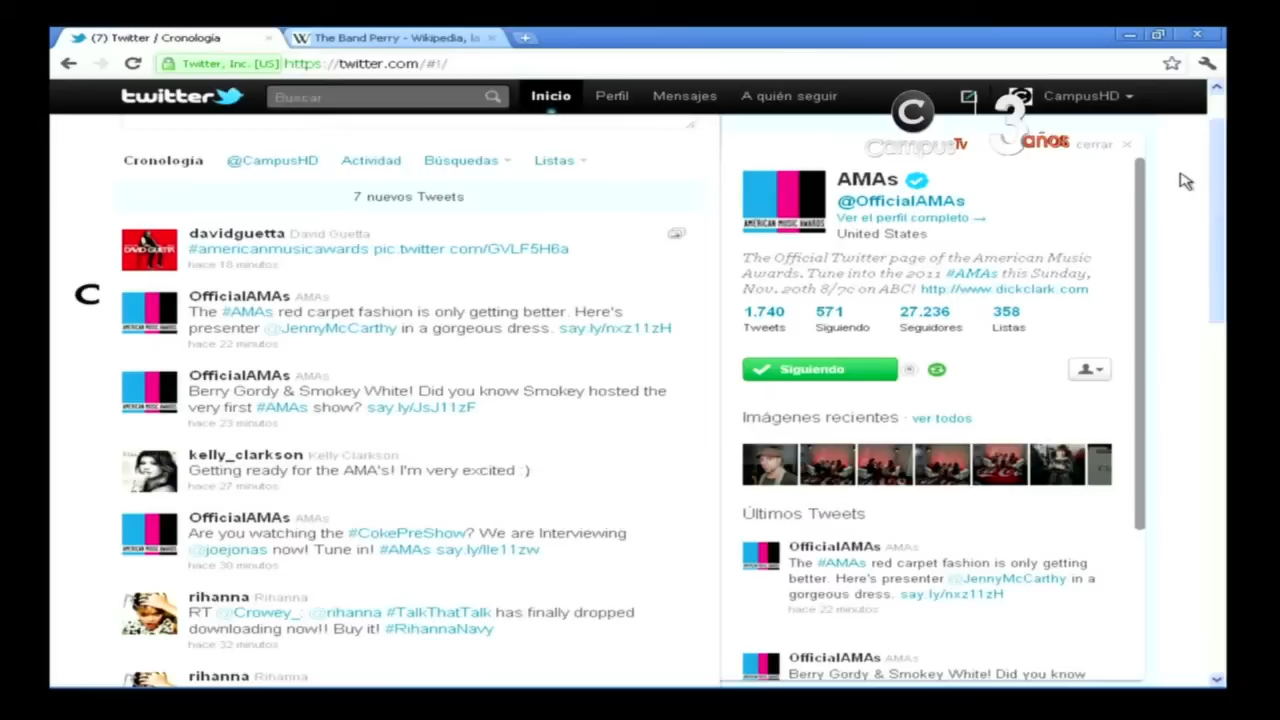 (7) Twitter / Cronología
The Band Perry - Wikipedia, la
Twitter, Inc. [US] https://twitter.com/#!/
twitter
Buscar
Inicio
Perfil
Mensajes
A quién seguir
CampusHD
C
CampusTv
3
años
cerrar
Cronología
@CampusHD
Actividad
Búsquedas
Listas
7 nuevos Tweets
davidguetta David Guetta
#americanmusicawards pic.twitter.com/GVLF5H6a
hace 18 minutos
C
OfficialAMAs AMAs
The #AMAs red carpet fashion is only getting better. Here's
presenter @JennyMcCarthy in a gorgeous dress. say.ly/nxz11zH
hace 22 minutos
OfficialAMAs AMAs
Berry Gordy & Smokey White! Did you know Smokey hosted the
very first #AMAs show? say.ly/JsJ11zF
hace 23 minutos
kelly_clarkson Kelly Clarkson
Getting ready for the AMA's! I'm very excited :)
hace 27 minutos
OfficialAMAs AMAs
Are you watching the #CokePreShow? We are Interviewing
@joejonas now! Tune in! #AMAs say.ly/lle11zw
hace 30 minutos
rihanna Rihanna
RT @Crowey_: @rihanna #TalkThatTalk has finally dropped
downloading now!! Buy it! #RihannaNavy
hace 32 minutos
rihanna Rihanna
AMERICAN MUSIC AWARDS
AMAs
@OfficialAMAs
Ver el perfil completo →
United States
The Official Twitter page of the American Music
Awards. Tune into the 2011 #AMAs this Sunday,
Nov. 20th 8/7c on ABC! http://www.dickclark.com
1.740 571 27.236 358
Tweets Siguiendo Seguidores Listas
Siguiendo
Imágenes recientes · ver todos
Últimos Tweets
OfficialAMAs AMAs
The #AMAs red carpet fashion is only getting
better. Here's presenter @JennyMcCarthy in a
gorgeous dress. say.ly/nxz11zH
hace 22 minutos
OfficialAMAs AMAs
Berry Gordy & Smokey White! Did you know